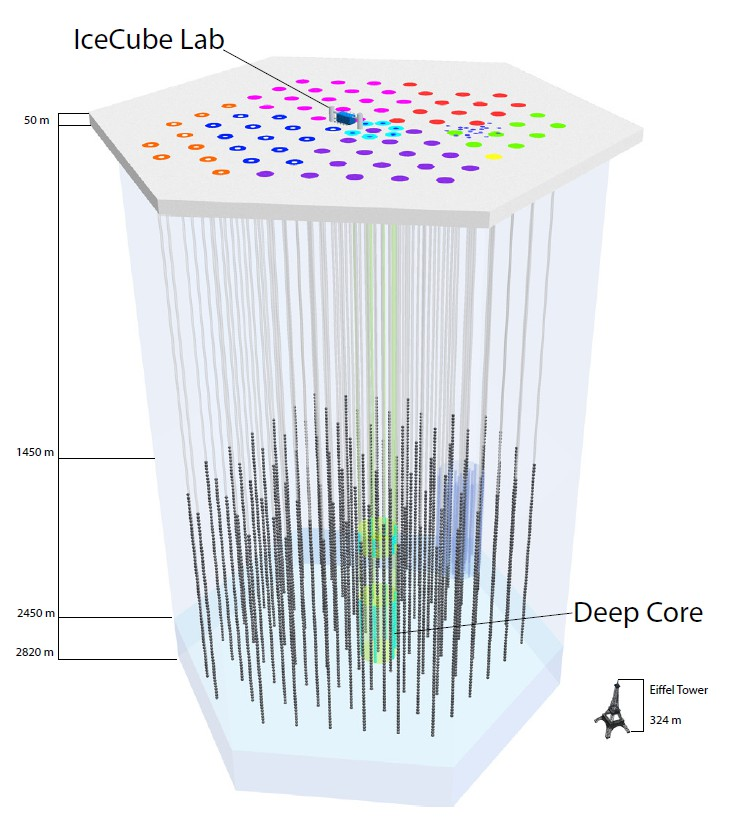 IceCube Lab
50 m
1450 m
2450 m
Deep Core
2820 m
Eiffel Tower
324 m